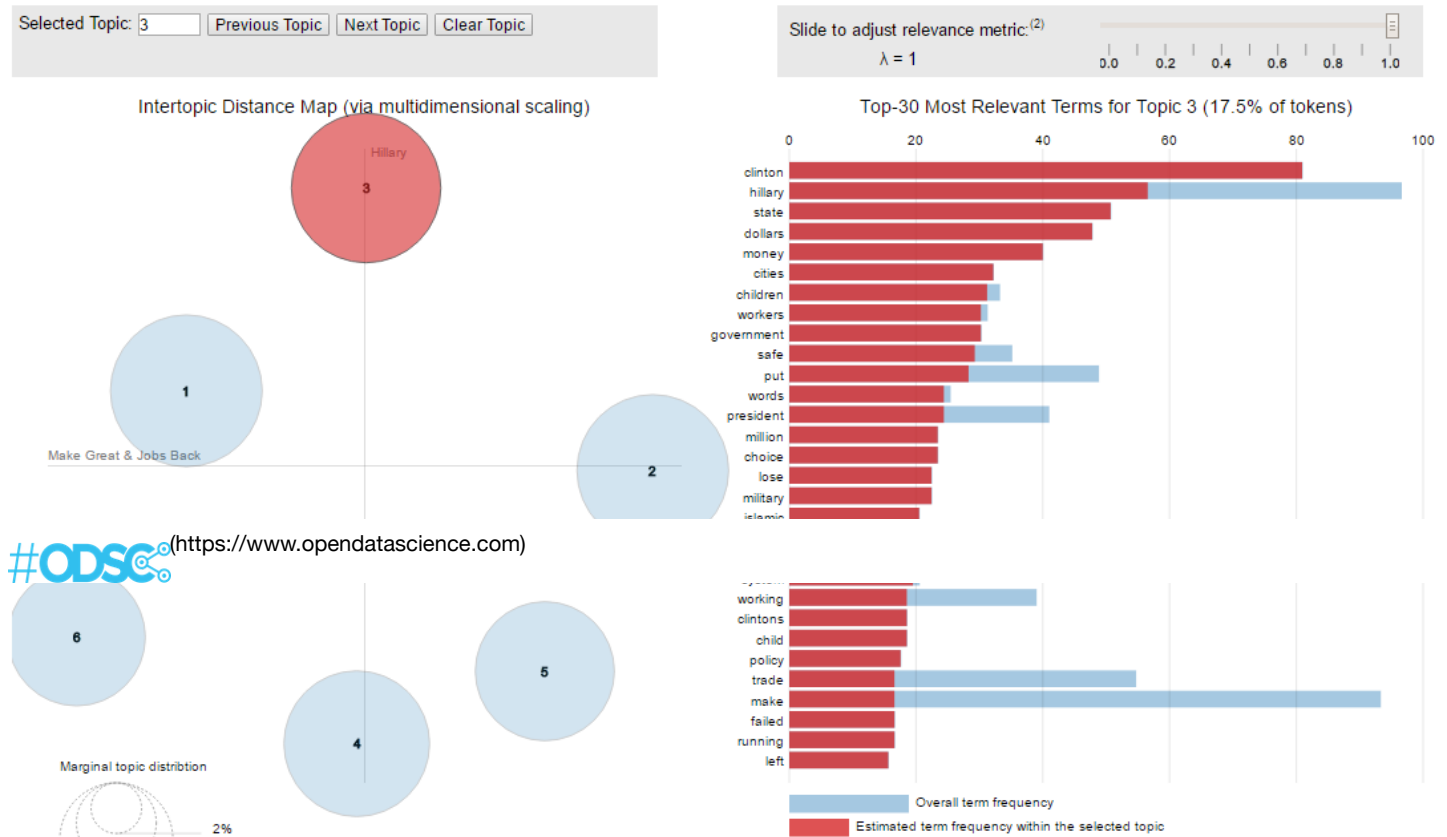 Selected Topic: 3 Previous Topic Next Topic Clear Topic
Slide to adjust relevance metric:(2)
λ = 1
0.0 0.2 0.4 0.6 0.8 1.0
Intertopic Distance Map (via multidimensional scaling)
Hillary
3
1
Make Great & Jobs Back
2
Top-30 Most Relevant Terms for Topic 3 (17.5% of tokens)
0 20 40 60 80 100
clinton
hillary
state
dollars
money
cities
children
workers
government
safe
put
words
president
million
choice
lose
military
islamic
#ODSC (https://www.opendatascience.com)
6
5
4
Marginal topic distribtion
2%
system
working
clintons
child
policy
trade
make
failed
running
left
Overall term frequency
Estimated term frequency within the selected topic